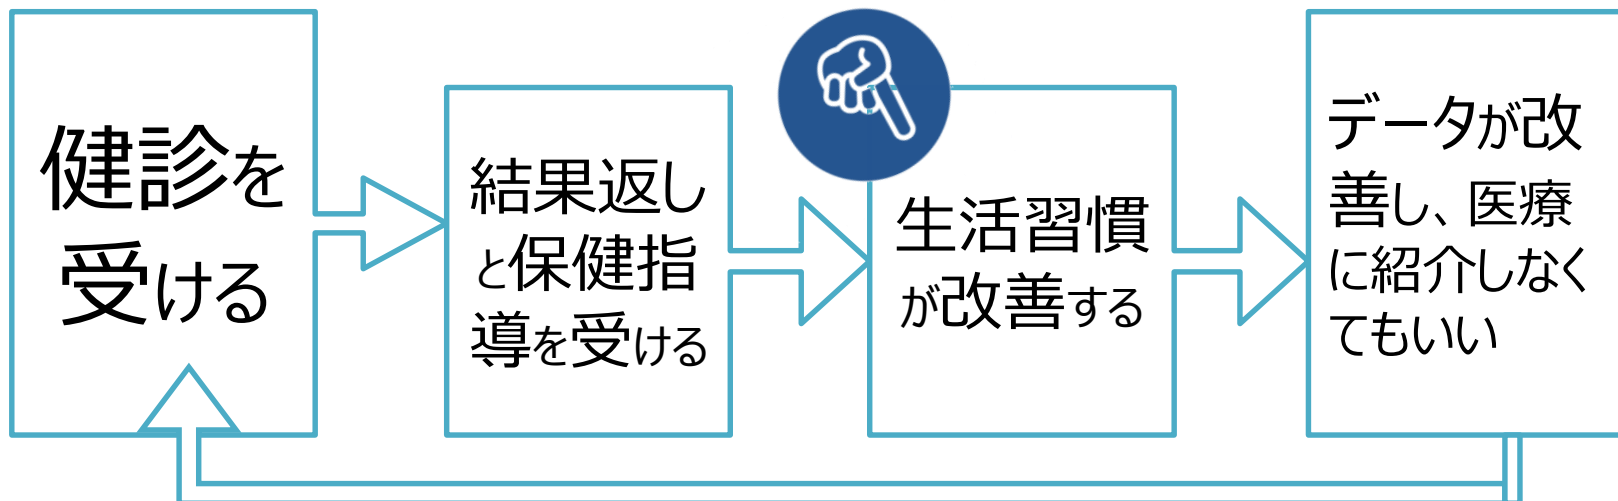 健診を
受ける
結果返し
と保健指
導を受ける
生活習慣
が改善する
データが改
善し、医療
に紹介しなく
てもいい